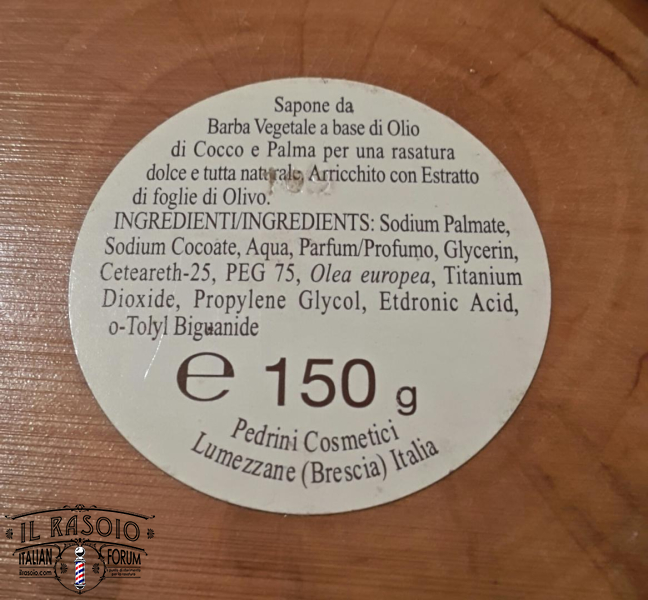 Sapone da
Barba Vegetale a base di Olio
di Cocco e Palma per una rasatura
dolce e tutta naturale. Arricchito con Estratto
di foglie di Olivo.
INGREDIENTI/INGREDIENTS: Sodium Palmate,
Sodium Cocoate, Aqua, Parfum/Profumo, Glycerin,
Ceteareth-25, PEG 75, Olea europea, Titanium
Dioxide, Propylene Glycol, Etdronic Acid,
o-Tolyl Biguanide
℮ 150 g
Pedrini Cosmetici
Lumezzane (Brescia) Italia
IL RASOIO
ITALIAN FORUM
ilrasoio.com